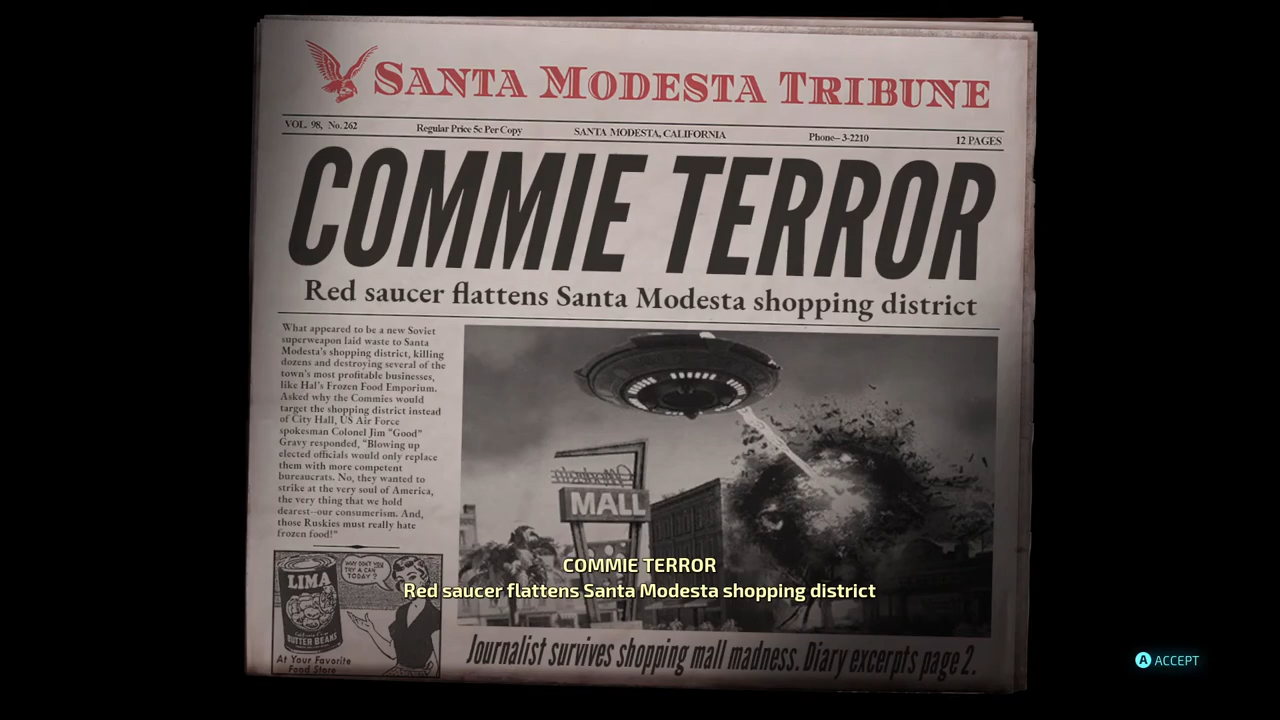 SANTA MODESTA TRIBUNE
VOL. 98, No. 262
Regular Price 5c Per Copy
SANTA MODESTA, CALIFORNIA
Phone–3-2210
12 PAGES
COMMIE TERROR
Red saucer flattens Santa Modesta shopping district
What appeared to be a new Soviet
superweapon laid waste to Santa
Modesta's shopping district, killing
dozens and destroying several of the
town's most profitable businesses,
like Hal's Frozen Food Emporium.
Asked why the Commies would
target the shopping district instead
of City Hall, US Air Force
spokesman Colonel Jim "Good"
Gravy responded, "Blowing up
elected officials would only replace
them with more competent
bureaucrats. No, they wanted to
strike at the very soul of America,
the very thing that we hold
dearest--our consumerism. And,
those Ruskies must really hate
frozen food!"
MALL
LIMA
BUTTER BEANS
WHY DON'T YOU
TRY A CAN
TODAY?
At Your Favorite
Food Store
COMMIE TERROR
Red saucer flattens Santa Modesta shopping district
Journalist survives shopping mall madness. Diary excerpts page 2.
A ACCEPT